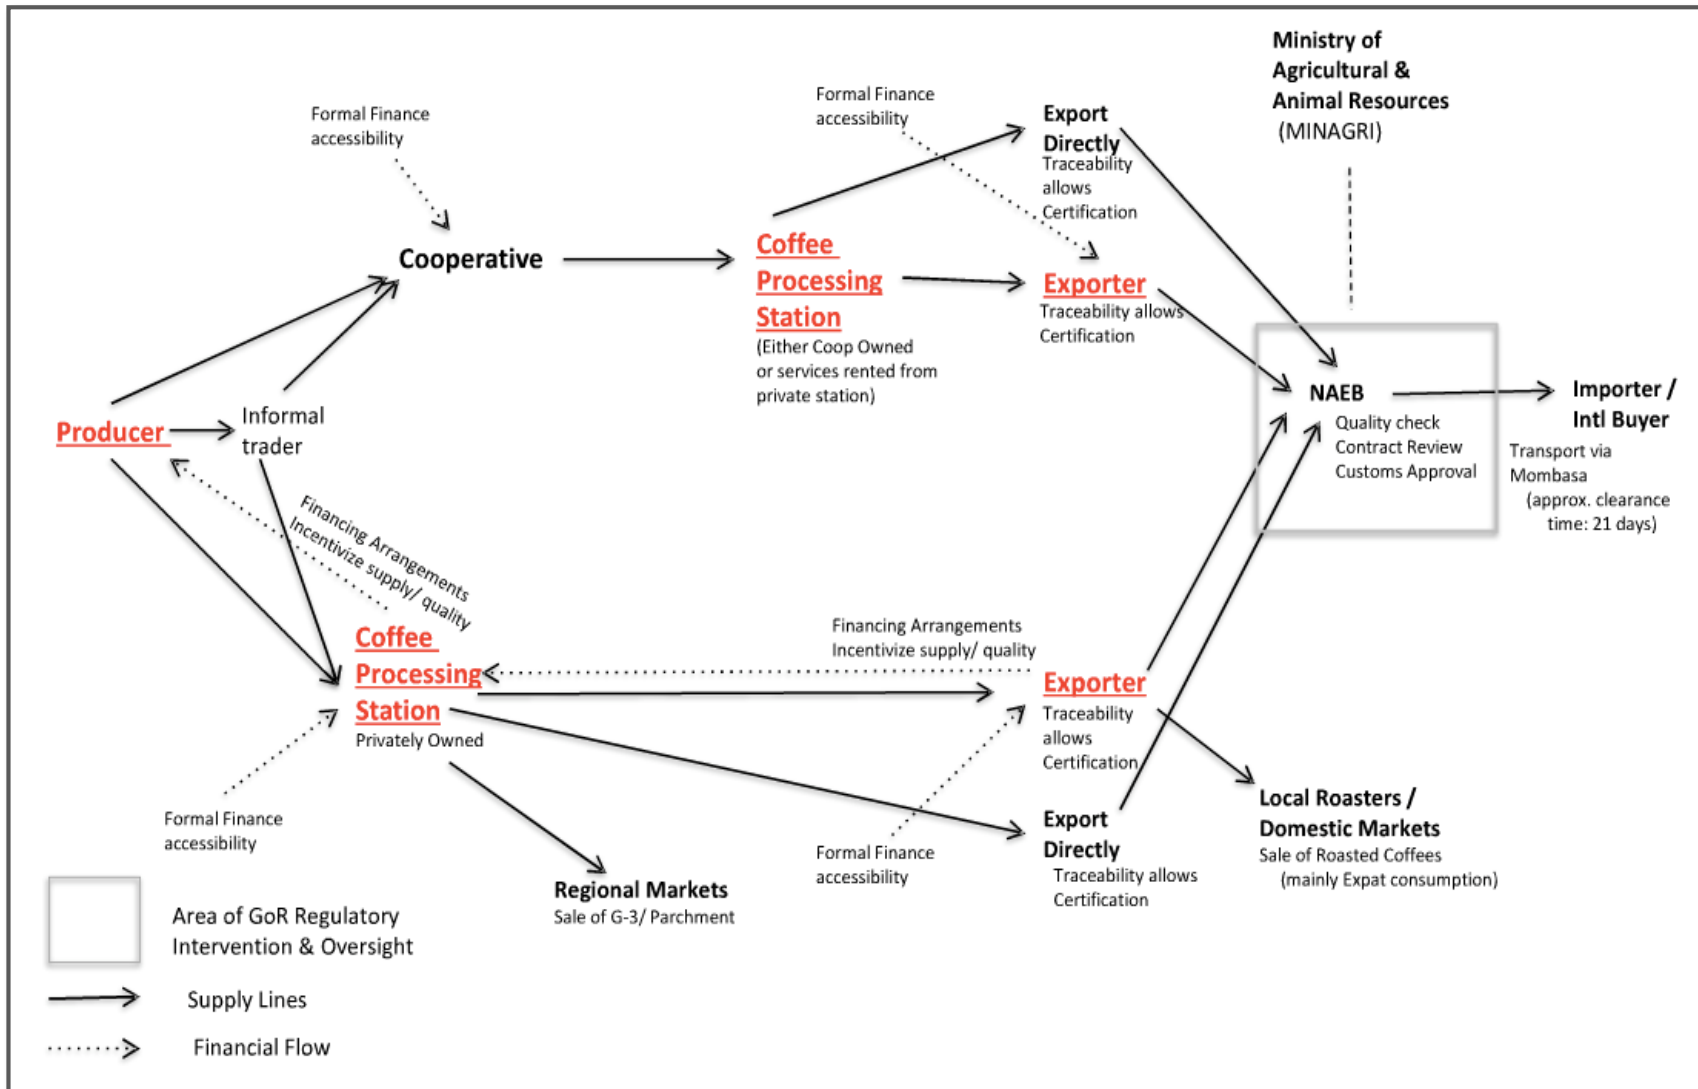 Ministry of
Agricultural &
Animal Resources
(MINAGRI)
Formal Finance
accessibility
Formal Finance
accessibility
Export
Directly
Traceability
allows
Certification
Cooperative
Coffee
Processing
Station
(Either Coop Owned
or services rented from
private station)
Exporter
Traceability allows
Certification
NAEB
Quality check
Contract Review
Customs Approval
Importer /
Intl Buyer
Transport via
Mombasa
(approx. clearance
time: 21 days)
Producer
Informal
trader
Financing Arrangements
Incentivize supply/ quality
Coffee
Processing
Station
Privately Owned
Financing Arrangements
Incentivize supply/ quality
Exporter
Traceability
allows
Certification
Formal Finance
accessibility
Formal Finance
accessibility
Export
Directly
Traceability allows
Certification
Local Roasters /
Domestic Markets
Sale of Roasted Coffees
(mainly Expat consumption)
Regional Markets
Sale of G-3/ Parchment
Area of GoR Regulatory
Intervention & Oversight
Supply Lines
Financial Flow